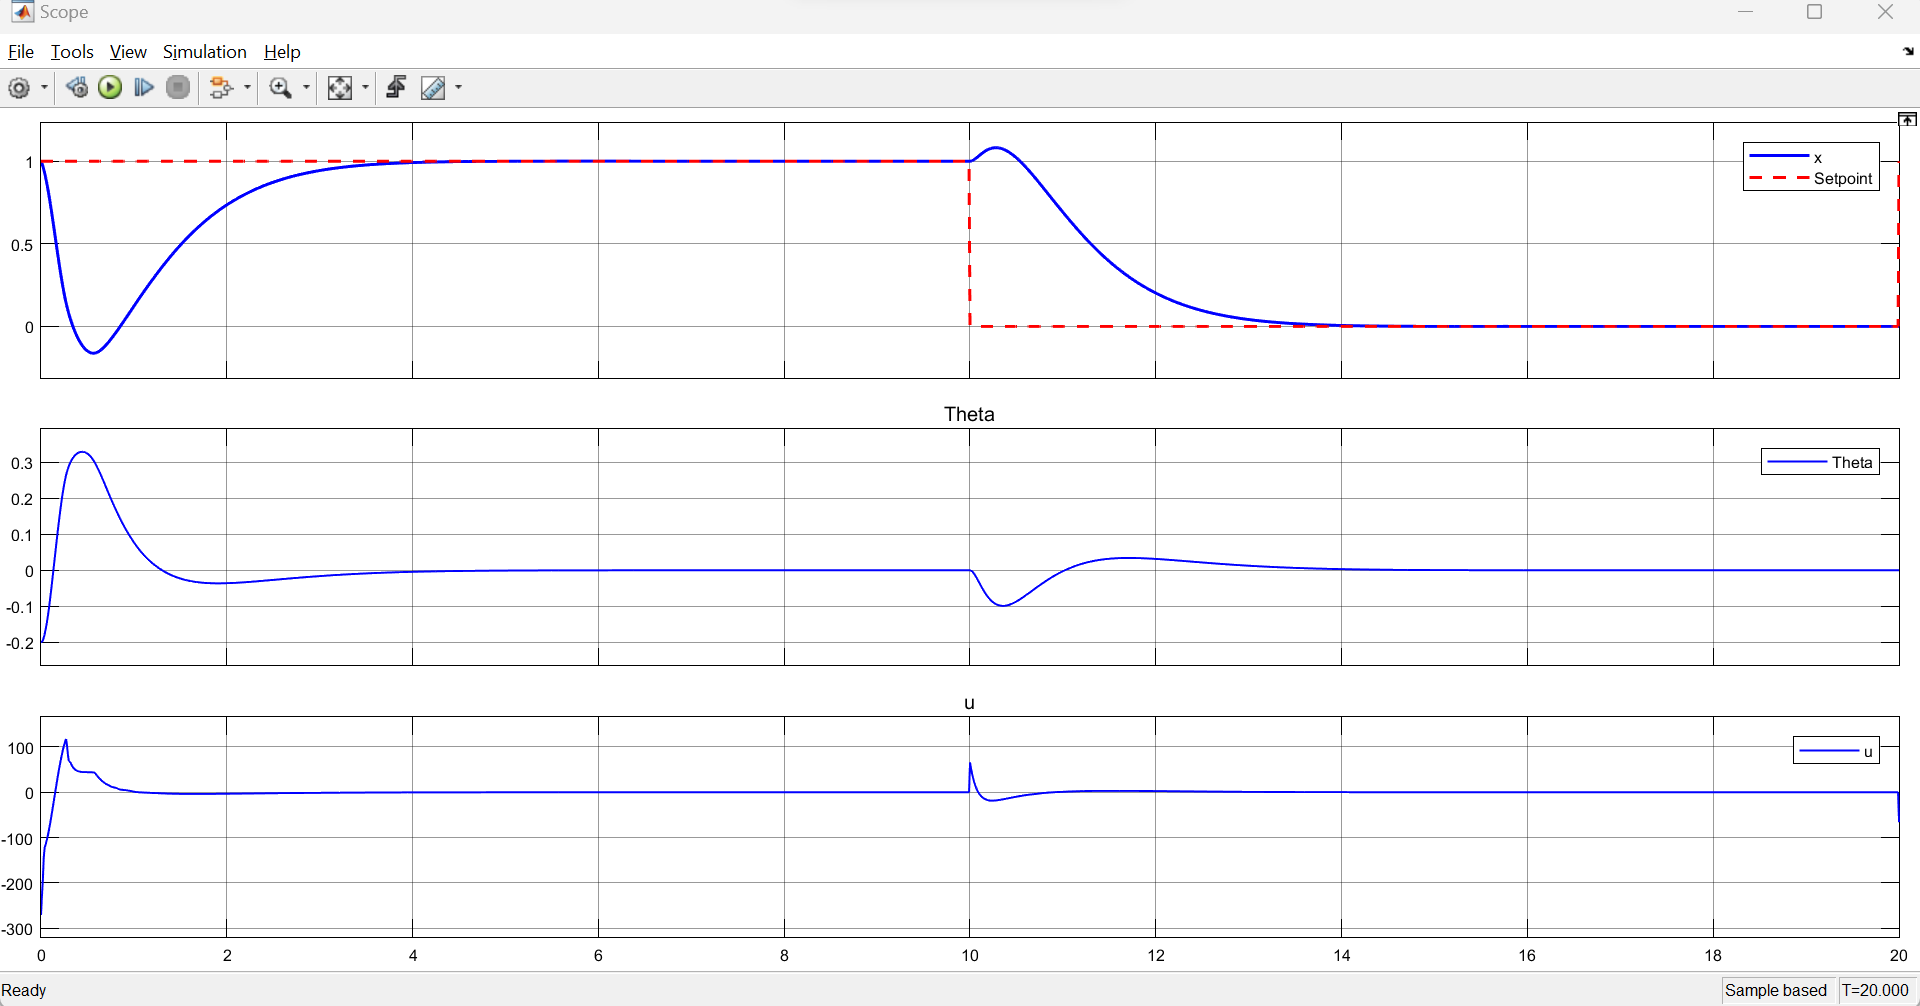 Scope
File Tools View Simulation Help
1
0.5
0
x
Setpoint
Theta
0.3
0.2
0.1
0
-0.1
-0.2
Theta
u
100
0
-100
-200
-300
u
0 2 4 6 8 10 12 14 16 18 20
Ready
Sample based T=20.000